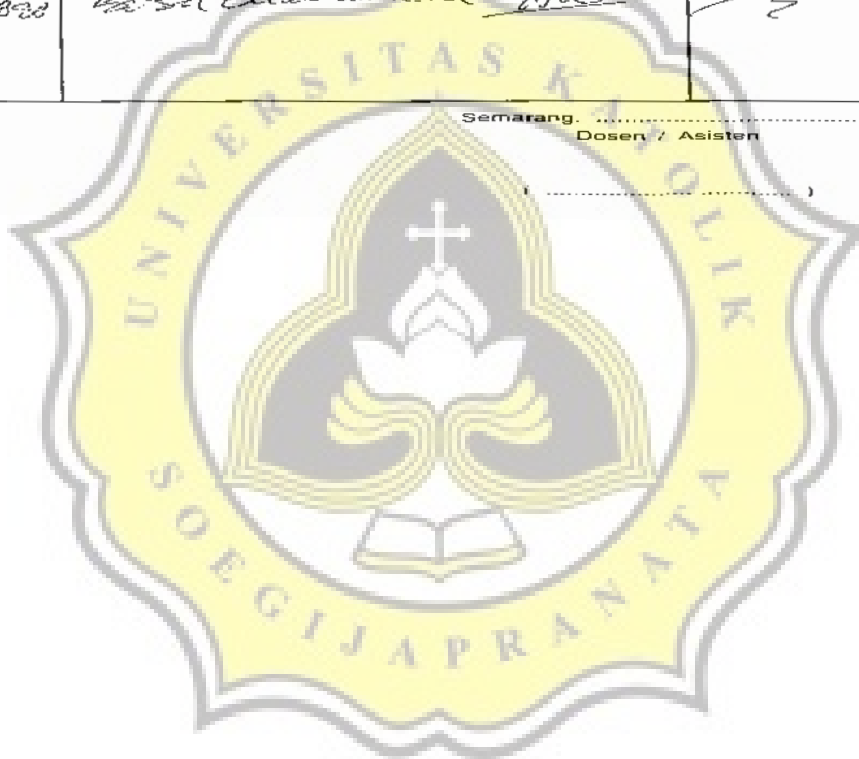 Semarang. ..............................
Dosen / Asisten
( .............................. )
UNIVERSITAS KATOLIK
SOEGIJAPRANATA